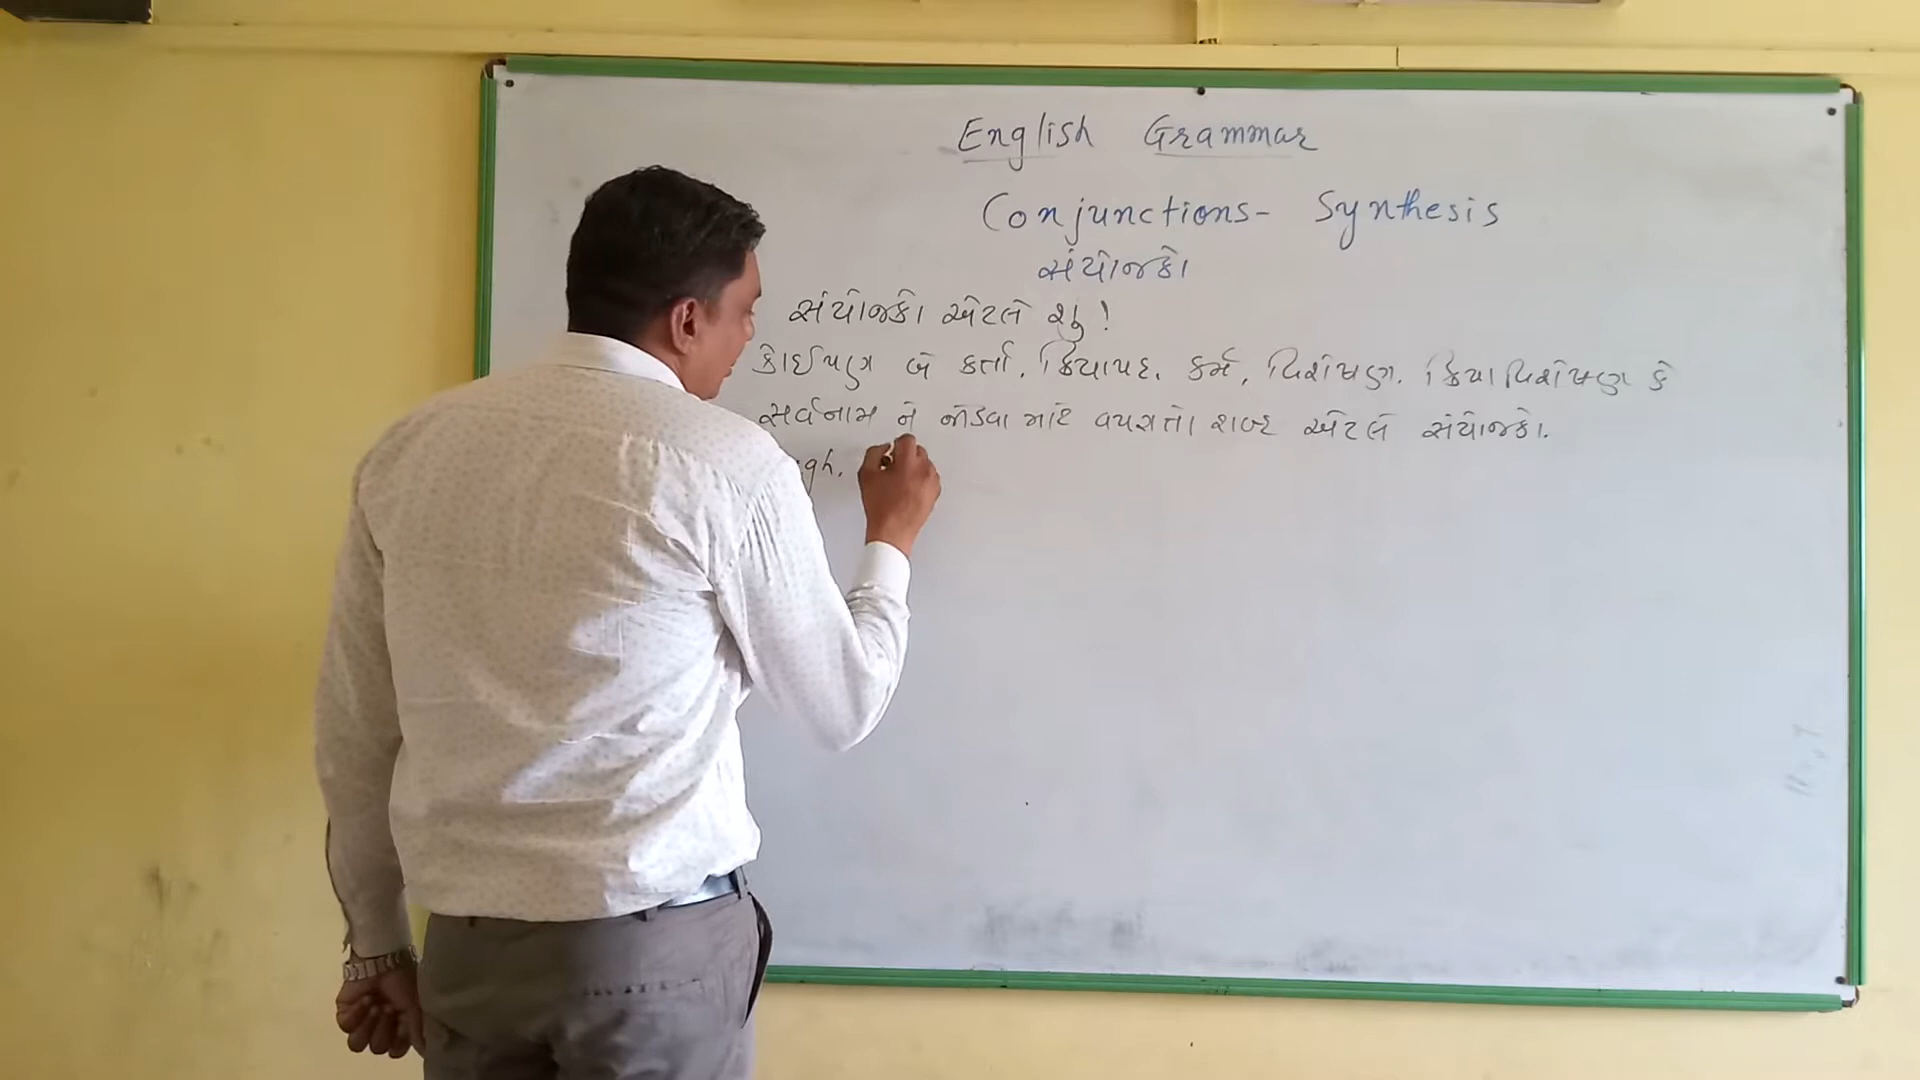 English Grammar
Conjunctions- Synthesis
સંયોજકો
સંયોજકો એટલે શું !
કોઈપણ બે કર્તા, ક્રિયાપદ, કર્મ, વિશેષણ, ક્રિયાવિશેષણ કે
સર્વનામ ને જોડવા માટે વપરાતો શબ્દ એટલે સંયોજકો.